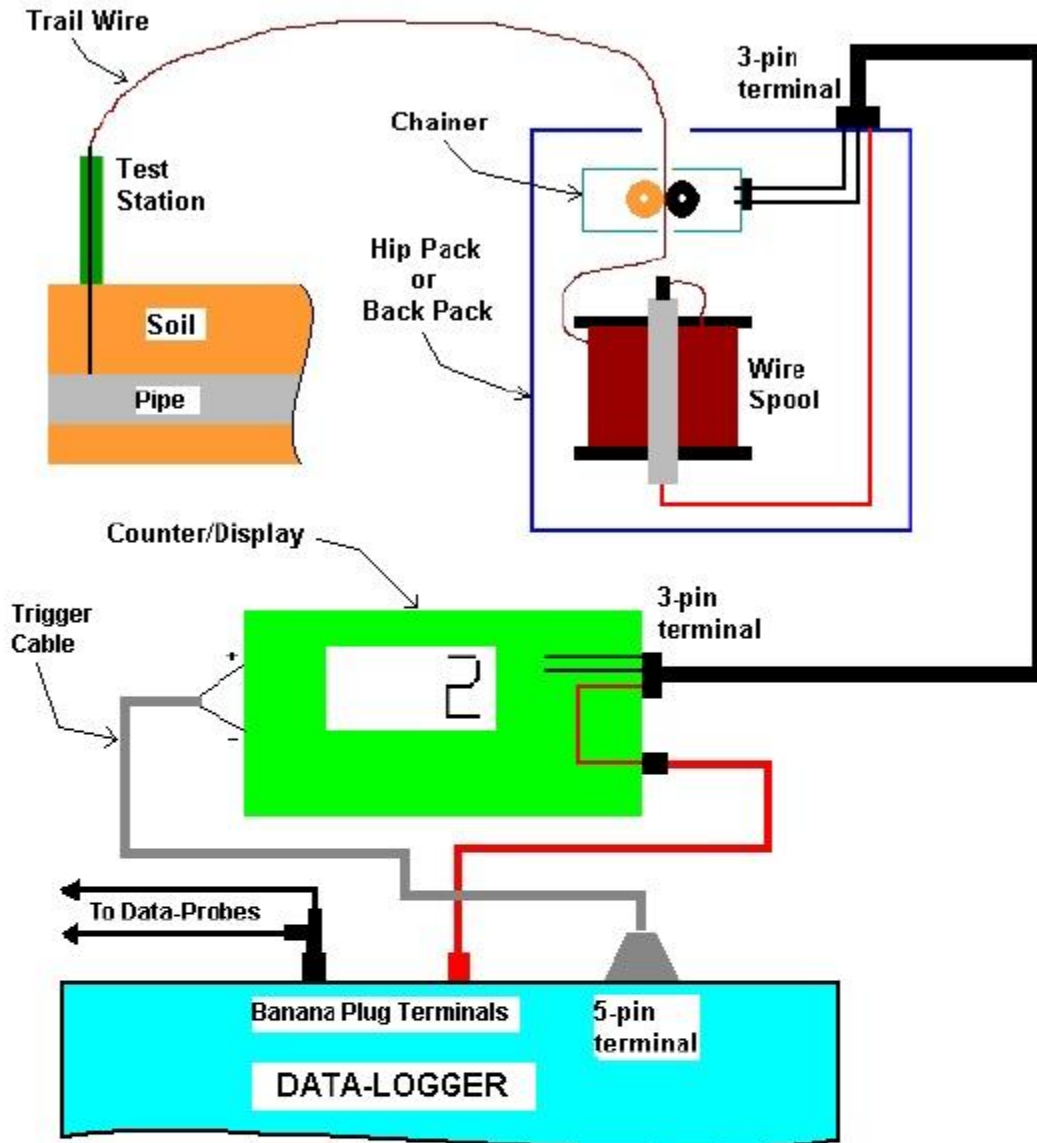 Trail Wire
3-pin
terminal
Chainer
Test
Station
Hip Pack
or
Back Pack
Soil
Wire
Spool
Pipe
Counter/Display
3-pin
terminal
Trigger
Cable
+
2
–
To Data-Probes
Banana Plug Terminals
5-pin
terminal
DATA-LOGGER